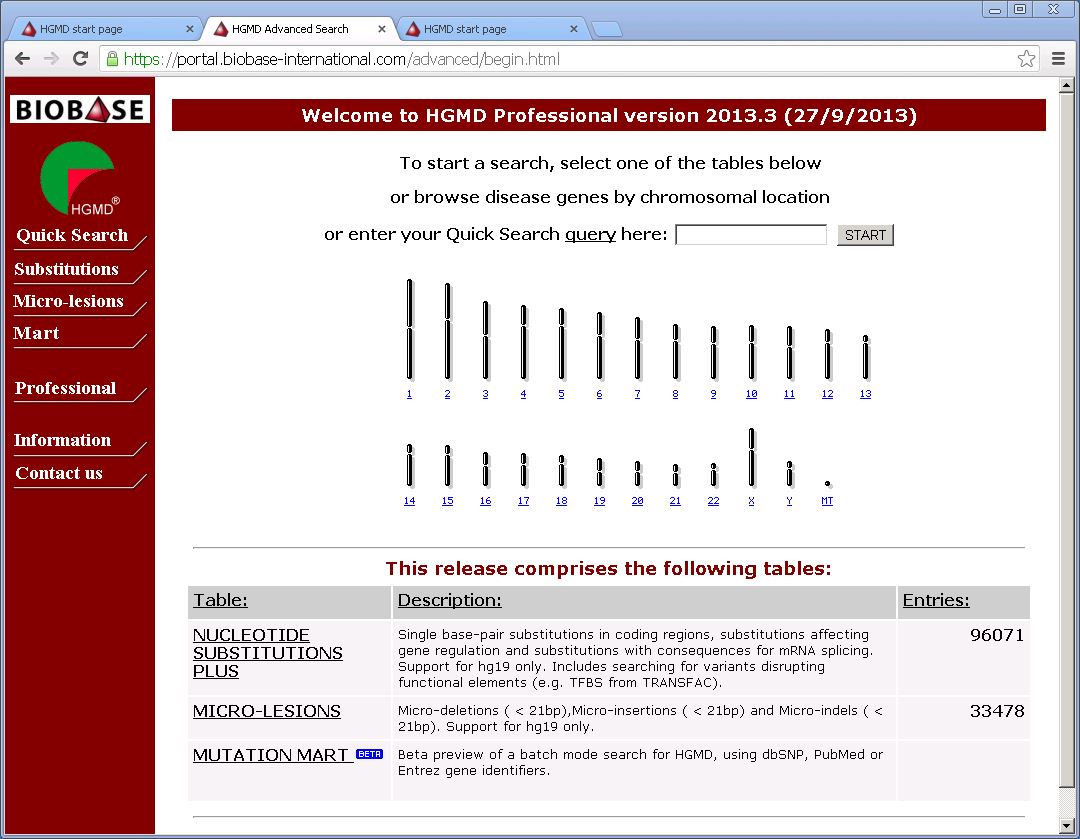 HGMD start page
HGMD Advanced Search
HGMD start page
https://portal.biobase-international.com/advanced/begin.html
BIOBASE
HGMD®
Quick Search
Substitutions
Micro-lesions
Mart
Professional
Information
Contact us
Welcome to HGMD Professional version 2013.3 (27/9/2013)
To start a search, select one of the tables below
or browse disease genes by chromosomal location
or enter your Quick Search query here: START
1 2 3 4 5 6 7 8 9 10 11 12 13
14 15 16 17 18 19 20 21 22 X Y MT
This release comprises the following tables:
Table: Description: Entries:
NUCLEOTIDE
SUBSTITUTIONS
PLUS
Single base-pair substitutions in coding regions, substitutions affecting
gene regulation and substitutions with consequences for mRNA splicing.
Support for hg19 only. Includes searching for variants disrupting
functional elements (e.g. TFBS from TRANSFAC).
96071
MICRO-LESIONS
Micro-deletions ( < 21bp),Micro-insertions ( < 21bp) and Micro-indels ( <
21bp). Support for hg19 only.
33478
MUTATION MART BETA
Beta preview of a batch mode search for HGMD, using dbSNP, PubMed or
Entrez gene identifiers.